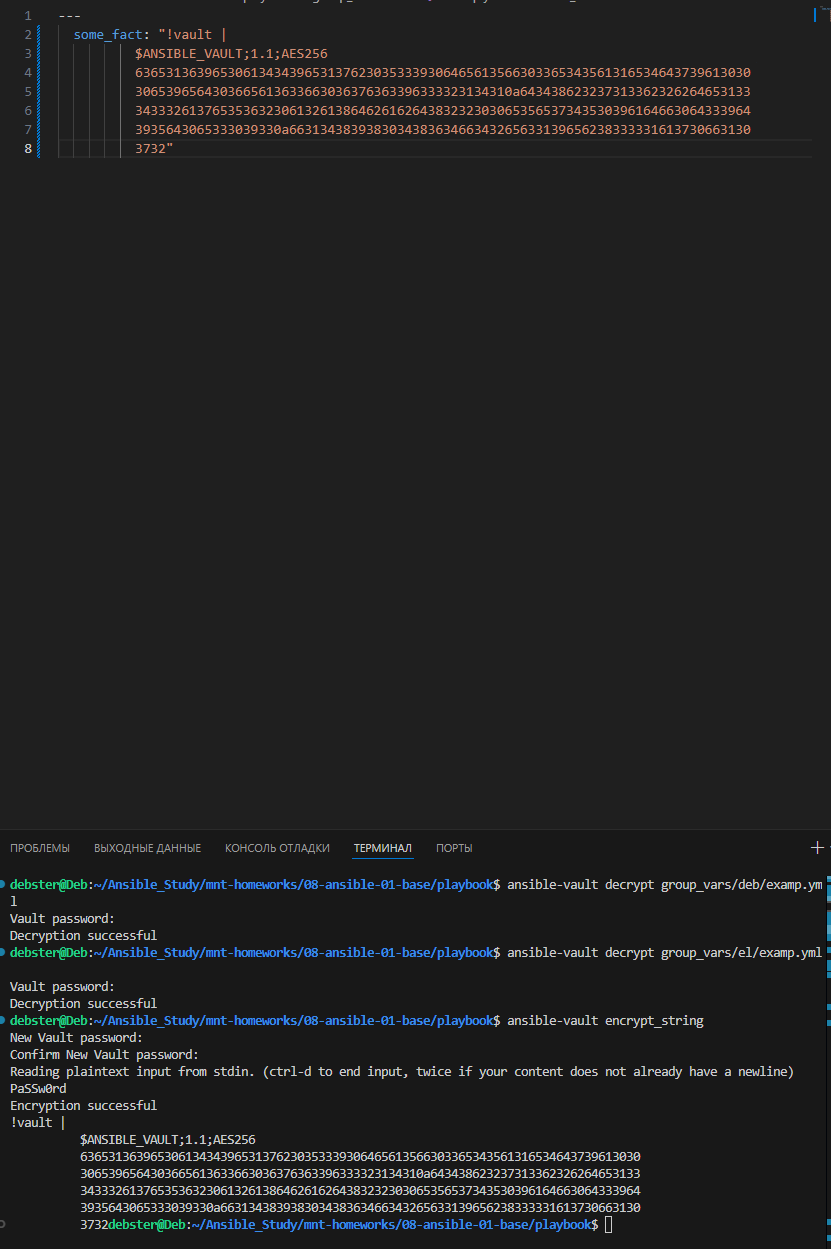 1 ---
2 some_fact: "!vault |
3 $ANSIBLE_VAULT;1.1;AES256
4 63653136396530613434396531376230353339306465613566303365343561316534643739613030
5 3065396564303665613633663036376363396333323134310a643438623237313362326264653133
6 34333261376535363230613261386462616264383232303065356537343530396164663064333964
7 3935643065333039330a663134383938303438363466343265633139656238333331613730663130
8 3732"
ПРОБЛЕМЫ ВЫХОДНЫЕ ДАННЫЕ КОНСОЛЬ ОТЛАДКИ ТЕРМИНАЛ ПОРТЫ
debster@Deb:~/Ansible_Study/mnt-homeworks/08-ansible-01-base/playbook$ ansible-vault decrypt group_vars/deb/examp.ym
l
Vault password:
Decryption successful
debster@Deb:~/Ansible_Study/mnt-homeworks/08-ansible-01-base/playbook$ ansible-vault decrypt group_vars/el/examp.yml
Vault password:
Decryption successful
debster@Deb:~/Ansible_Study/mnt-homeworks/08-ansible-01-base/playbook$ ansible-vault encrypt_string
New Vault password:
Confirm New Vault password:
Reading plaintext input from stdin. (ctrl-d to end input, twice if your content does not already have a newline)
PaSSw0rd
Encryption successful
!vault |
$ANSIBLE_VAULT;1.1;AES256
63653136396530613434396531376230353339306465613566303365343561316534643739613030
3065396564303665613633663036376363396333323134310a643438623237313362326264653133
34333261376535363230613261386462616264383232303065356537343530396164663064333964
3935643065333039330a663134383938303438363466343265633139656238333331613730663130
3732debster@Deb:~/Ansible_Study/mnt-homeworks/08-ansible-01-base/playbook$